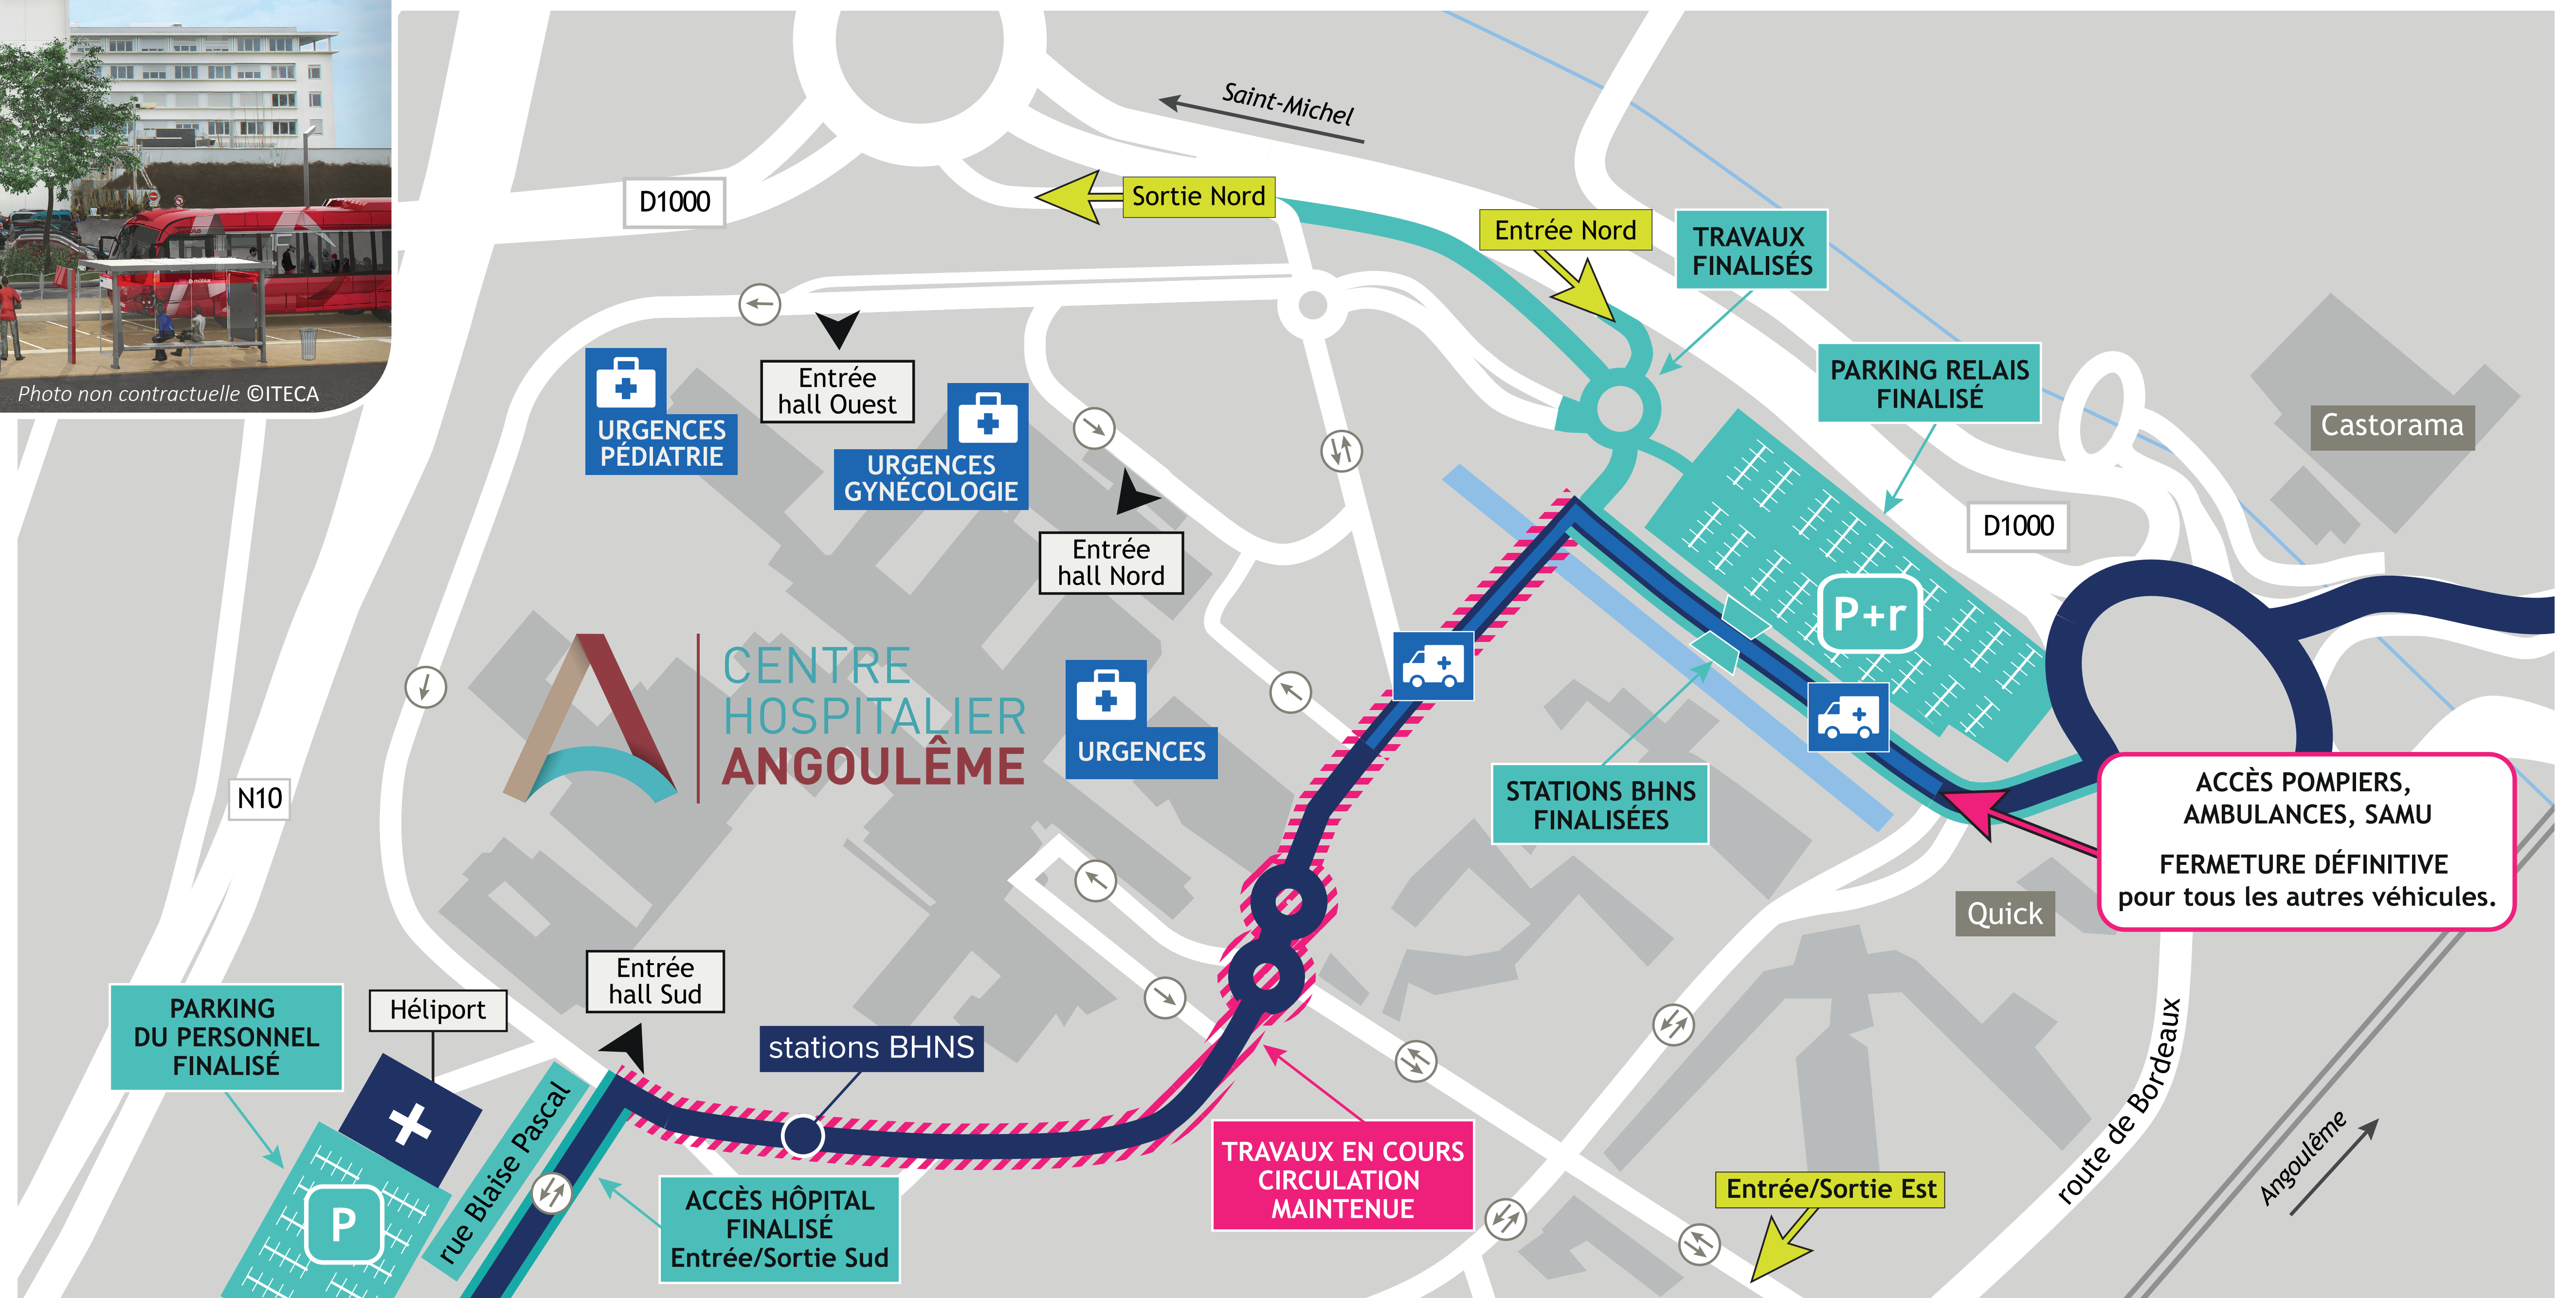 Saint-Michel
D1000
Sortie Nord
Entrée Nord
TRAVAUX
FINALISÉS
Photo non contractuelle ©ITECA
Entrée
hall Ouest
URGENCES
PÉDIATRIE
URGENCES
GYNÉCOLOGIE
PARKING RELAIS
FINALISÉ
Castorama
D1000
Entrée
hall Nord
P+r
CENTRE
HOSPITALIER
ANGOULÊME
URGENCES
N10
STATIONS BHNS
FINALISÉES
ACCÈS POMPIERS,
AMBULANCES, SAMU
FERMETURE DÉFINITIVE
pour tous les autres véhicules.
Quick
Entrée
hall Sud
Héliport
PARKING
DU PERSONNEL
FINALISÉ
stations BHNS
rue Blaise Pascal
P
ACCÈS HÔPITAL
FINALISÉ
Entrée/Sortie Sud
TRAVAUX EN COURS
CIRCULATION
MAINTENUE
Entrée/Sortie Est
route de Bordeaux
Angoulême